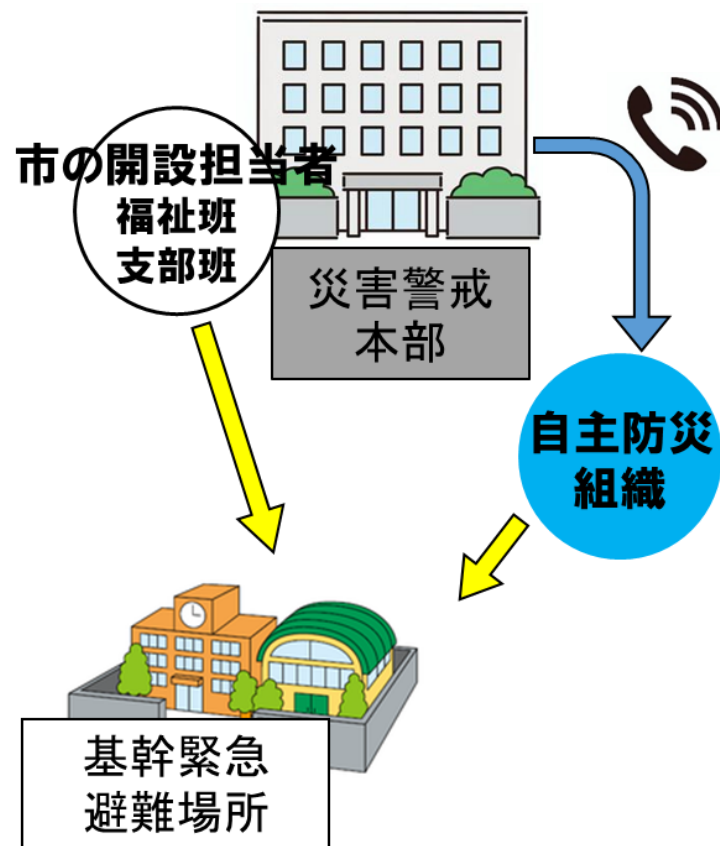 市の開設担当者
福祉班
支部班
災害警戒
本部
自主防災
組織
基幹緊急
避難場所